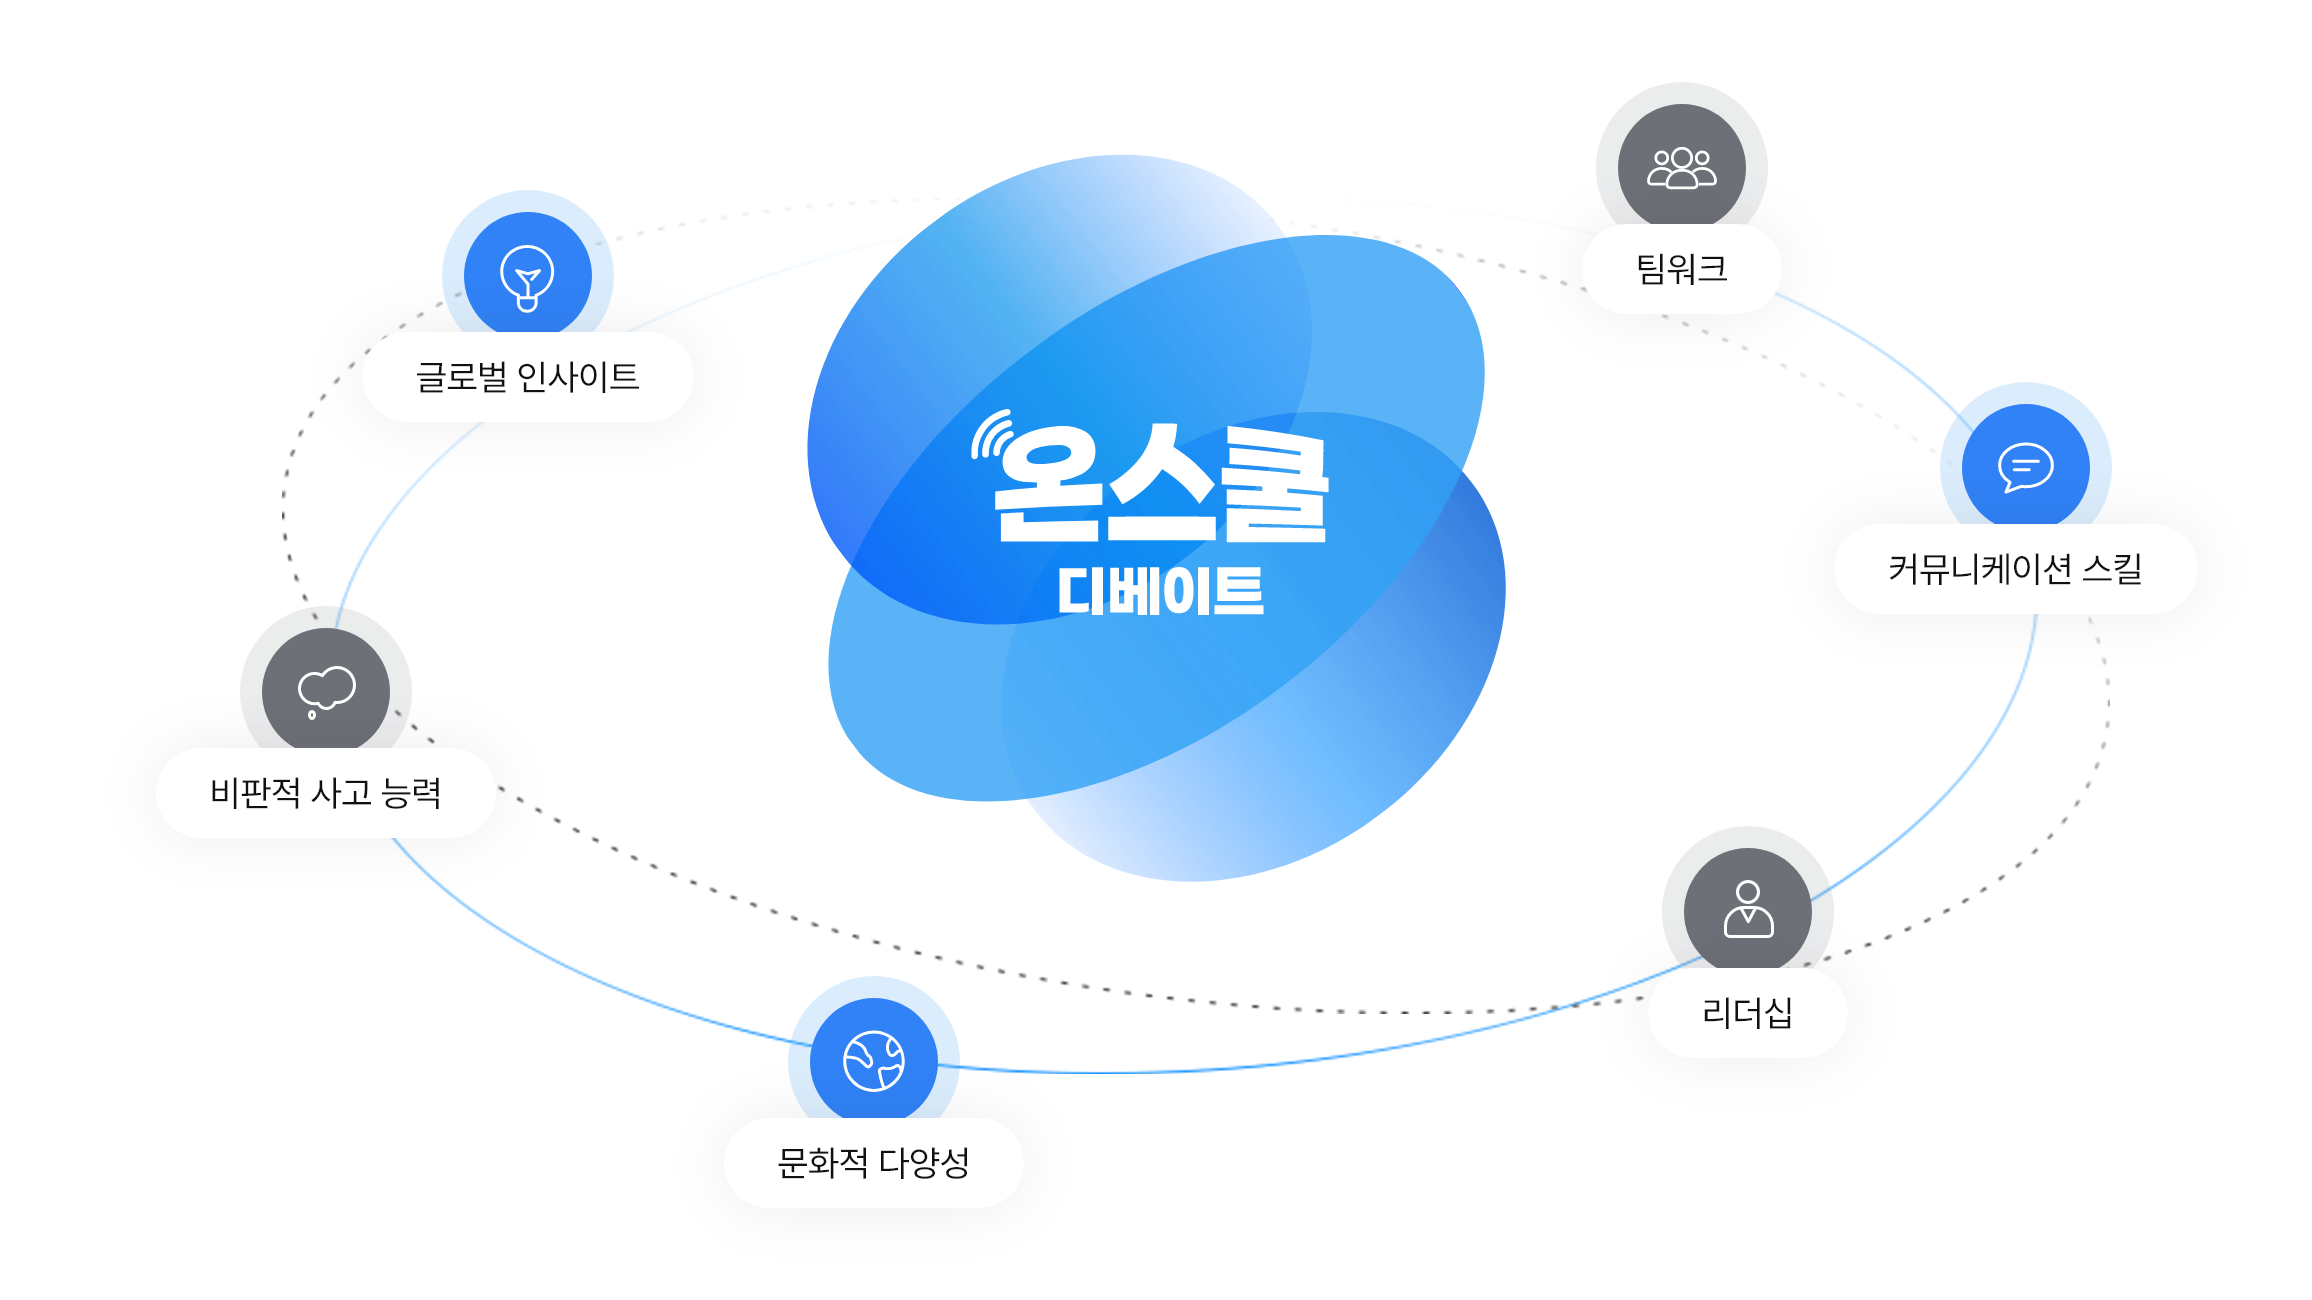 팀워크
글로벌 인사이트
온스쿨
디베이트
커뮤니케이션 스킬
비판적 사고 능력
리더십
문화적 다양성